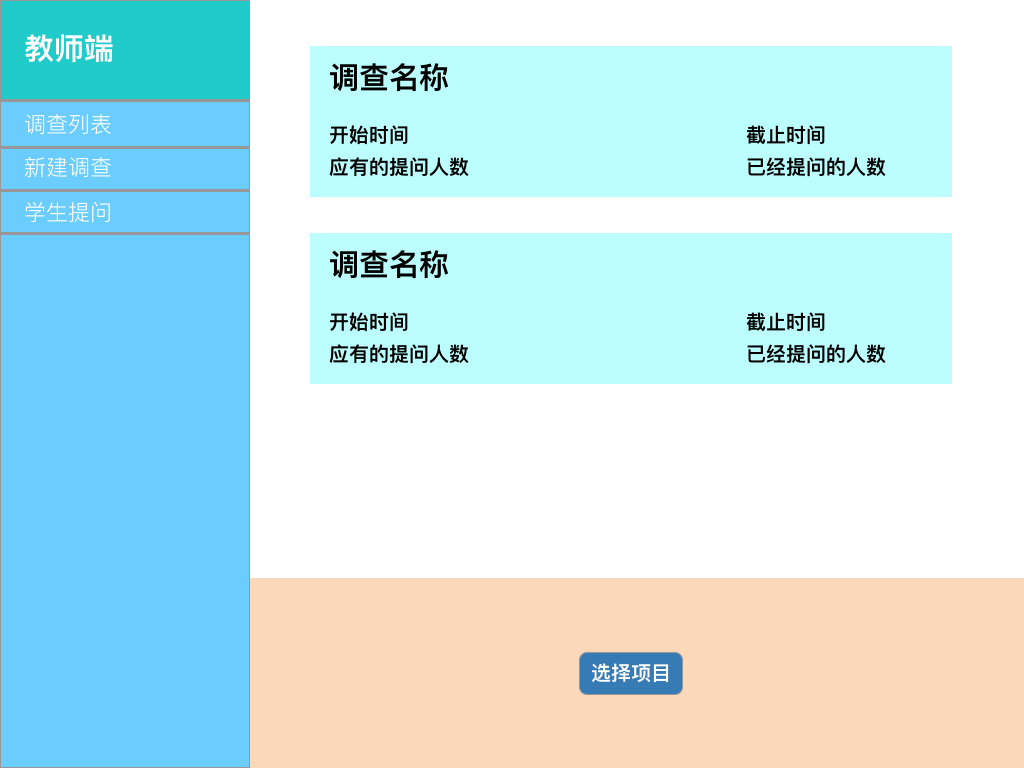 教师端
调查列表
新建调查
学生提问
调查名称
开始时间 截止时间
应有的提问人数 已经提问的人数
调查名称
开始时间 截止时间
应有的提问人数 已经提问的人数
选择项目